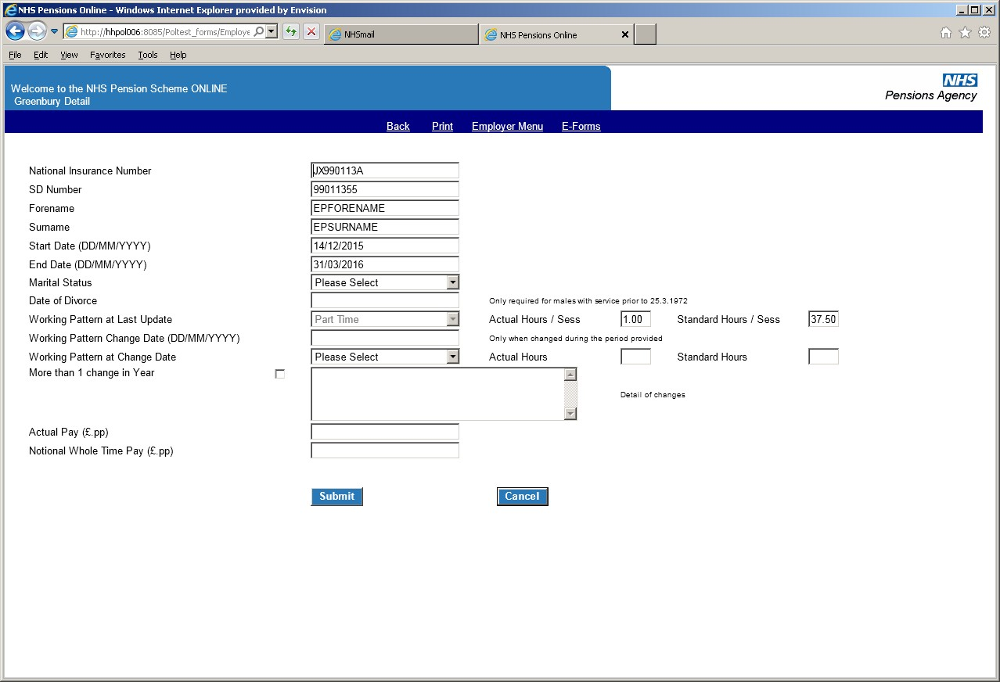 NHS Pensions Online - Windows Internet Explorer provided by Envision
http://hhpol006:8085/Poltest_forms/Employe
NHSmail
NHS Pensions Online
File Edit View Favorites Tools Help
Welcome to the NHS Pension Scheme ONLINE
Greenbury Detail
NHS
Pensions Agency
Back Print Employer Menu E-Forms
National Insurance Number JX990113A
SD Number 99011355
Forename EPFORENAME
Surname EPSURNAME
Start Date (DD/MM/YYYY) 14/12/2015
End Date (DD/MM/YYYY) 31/03/2016
Marital Status Please Select
Date of Divorce Only required for males with service prior to 25.3.1972
Working Pattern at Last Update Part Time Actual Hours / Sess 1.00 Standard Hours / Sess 37.50
Working Pattern Change Date (DD/MM/YYYY) Only when changed during the period provided
Working Pattern at Change Date Please Select Actual Hours Standard Hours
More than 1 change in Year
Detail of changes
Actual Pay (£.pp)
Notional Whole Time Pay (£.pp)
Submit Cancel